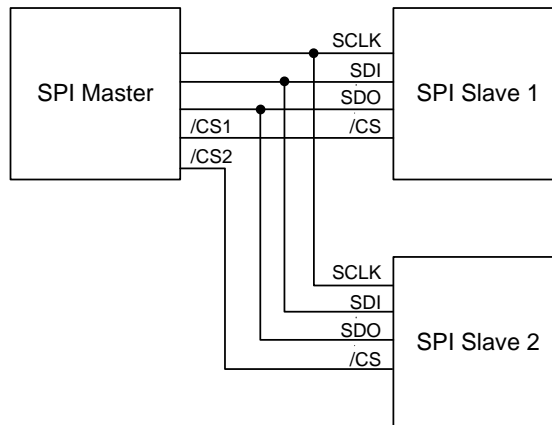 SCLK
SDI
SPI Master
SDO
SPI Slave 1
/CS1
/CS
/CS2
SCLK
SDI
SDO
SPI Slave 2
/CS